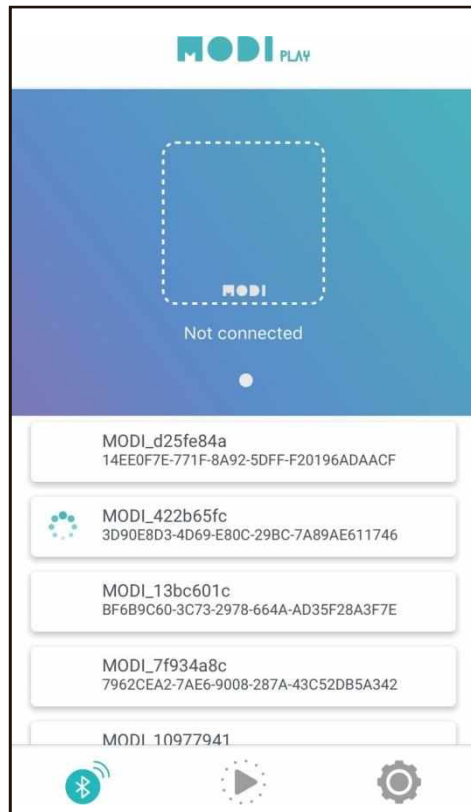 MODI PLAY
MODI
Not connected
MODI_d25fe84a
14EE0F7E-771F-8A92-5DFF-F20196ADAACF
MODI_422b65fc
3D90E8D3-4D69-E80C-29BC-7A89AE611746
MODI_13bc601c
BF6B9C60-3C73-2978-664A-AD35F28A3F7E
MODI_7f934a8c
7962CEA2-7AE6-9008-287A-43C52DB5A342
MODI_10977941